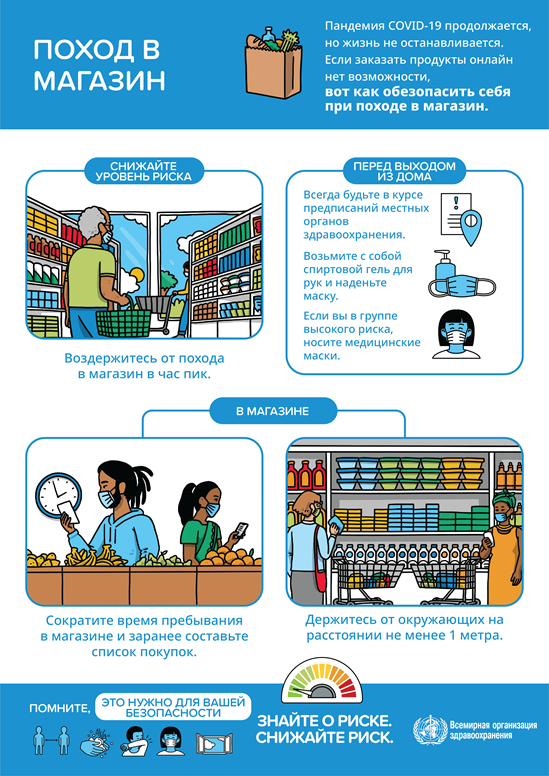 ПОХОД В
МАГАЗИН
Пандемия COVID-19 продолжается,
но жизнь не останавливается.
Если заказать продукты онлайн
нет возможности,
вот как обезопасить себя
при походе в магазин.
СНИЖАЙТЕ
УРОВЕНЬ РИСКА
Воздержитесь от похода
в магазин в час пик.
ПЕРЕД ВЫХОДОМ
ИЗ ДОМА
Всегда будьте в курсе
предписаний местных
органов
здравоохранения.
Возьмите с собой
спиртовой гель для
рук и наденьте
маску.
Если вы в группе
высокого риска,
носите медицинские
маски.
В МАГАЗИНЕ
Сократите время пребывания
в магазине и заранее составьте
список покупок.
Держитесь от окружающих на
расстоянии не менее 1 метра.
ПОМНИТЕ,
ЭТО НУЖНО ДЛЯ ВАШЕЙ
БЕЗОПАСНОСТИ
ЗНАЙТЕ О РИСКЕ.
СНИЖАЙТЕ РИСК.
Всемирная организация
здравоохранения